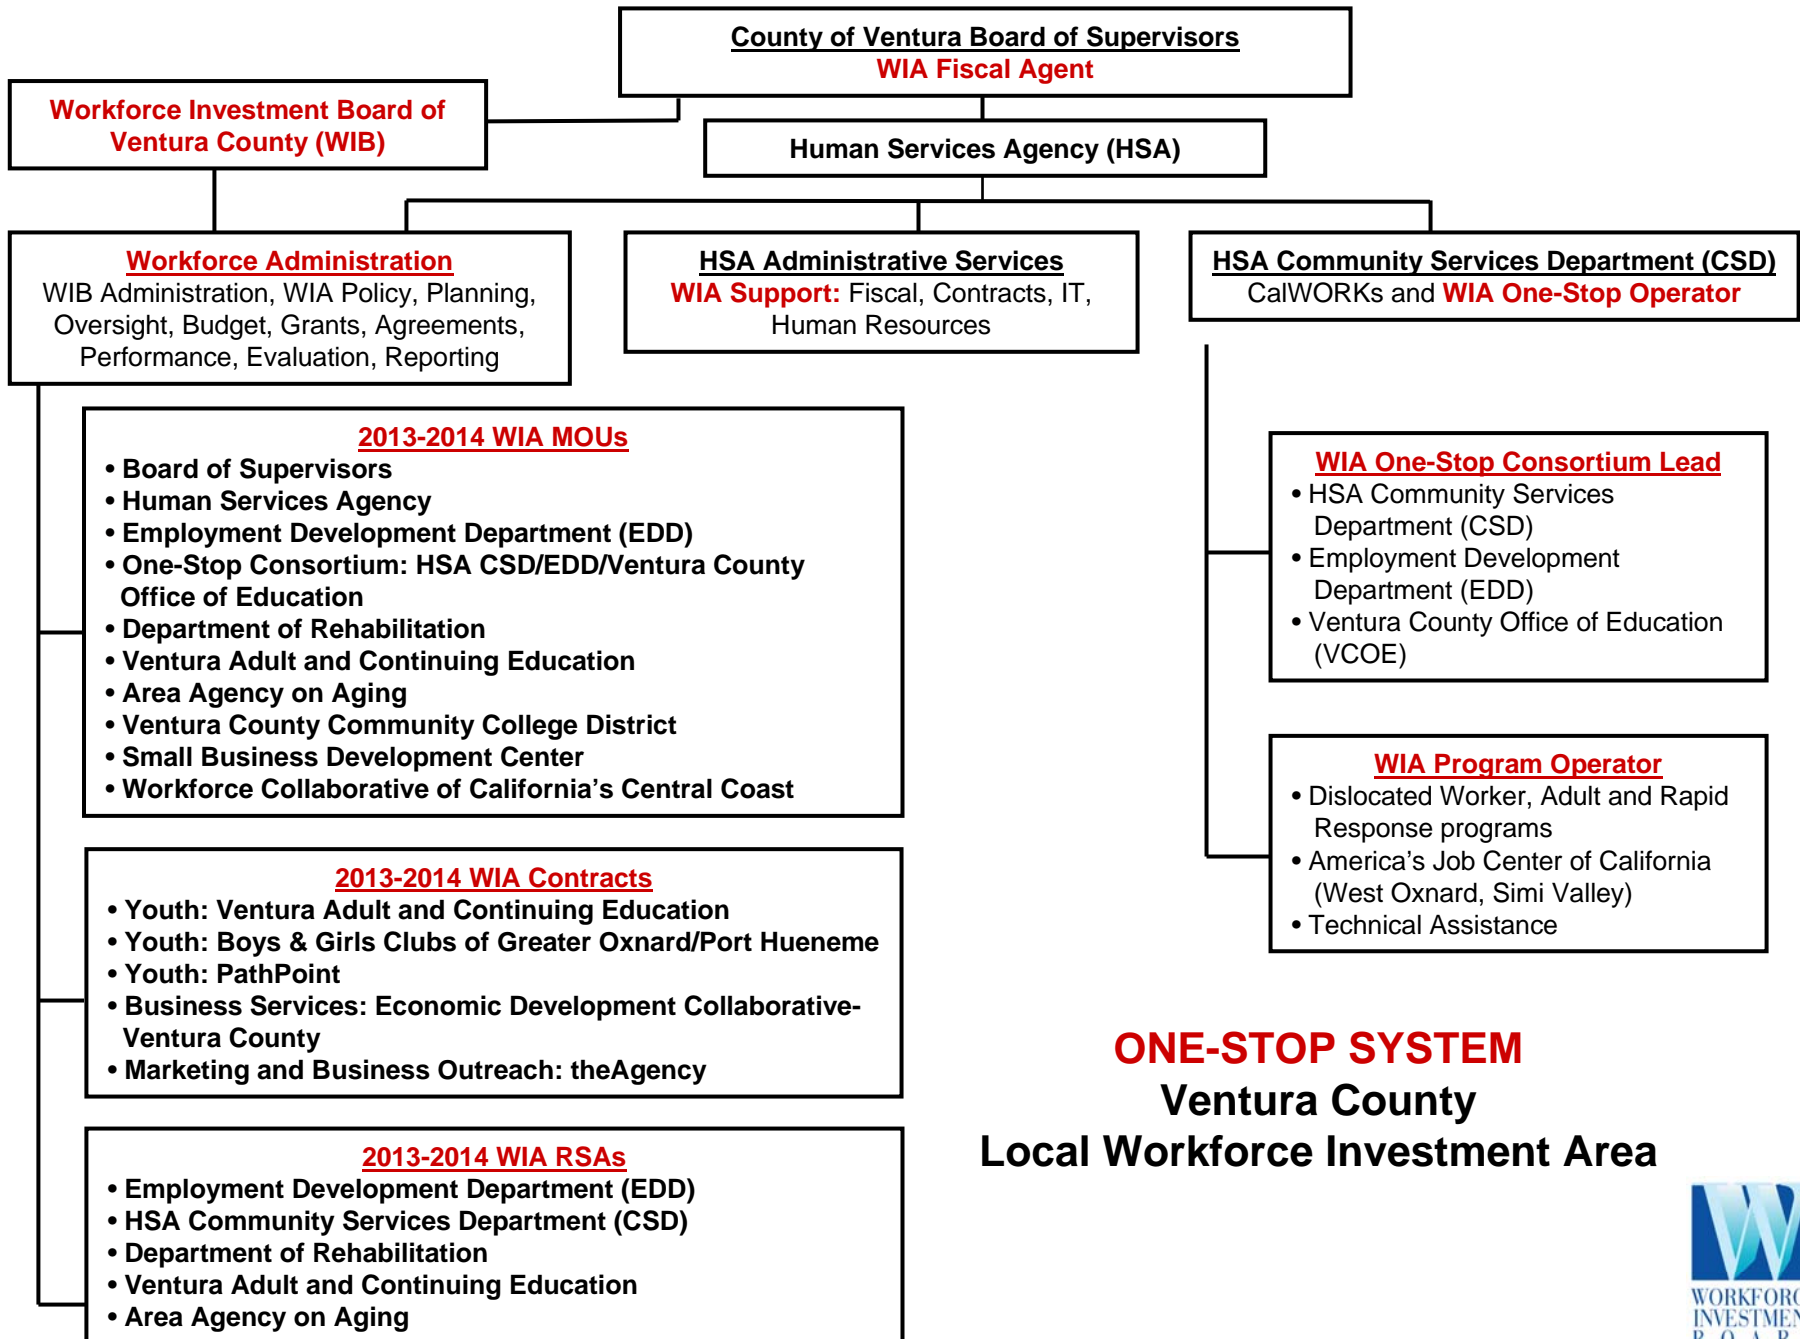 County of Ventura Board of Supervisors
WIA Fiscal Agent
Workforce Investment Board of
Ventura County (WIB)
Human Services Agency (HSA)
Workforce Administration
WIB Administration, WIA Policy, Planning,
Oversight, Budget, Grants, Agreements,
Performance, Evaluation, Reporting
HSA Administrative Services
WIA Support: Fiscal, Contracts, IT,
Human Resources
HSA Community Services Department (CSD)
CalWORKs and WIA One-Stop Operator
2013-2014 WIA MOUs
• Board of Supervisors
• Human Services Agency
• Employment Development Department (EDD)
• One-Stop Consortium: HSA CSD/EDD/Ventura County
Office of Education
• Department of Rehabilitation
• Ventura Adult and Continuing Education
• Area Agency on Aging
• Ventura County Community College District
• Small Business Development Center
• Workforce Collaborative of California's Central Coast
WIA One-Stop Consortium Lead
• HSA Community Services
Department (CSD)
• Employment Development
Department (EDD)
• Ventura County Office of Education
(VCOE)
WIA Program Operator
• Dislocated Worker, Adult and Rapid
Response programs
• America's Job Center of California
(West Oxnard, Simi Valley)
• Technical Assistance
2013-2014 WIA Contracts
• Youth: Ventura Adult and Continuing Education
• Youth: Boys & Girls Clubs of Greater Oxnard/Port Hueneme
• Youth: PathPoint
• Business Services: Economic Development Collaborative-
Ventura County
• Marketing and Business Outreach: theAgency
2013-2014 WIA RSAs
• Employment Development Department (EDD)
• HSA Community Services Department (CSD)
• Department of Rehabilitation
• Ventura Adult and Continuing Education
• Area Agency on Aging
ONE-STOP SYSTEM
Ventura County
Local Workforce Investment Area
W